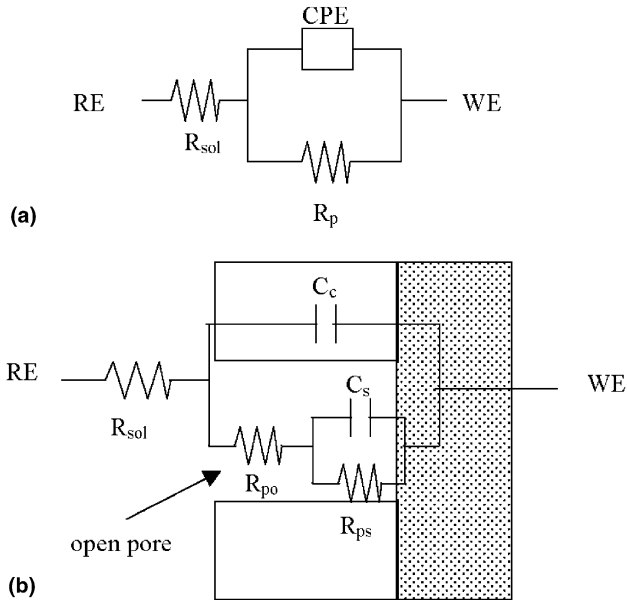 CPE
RE
WE
R_sol
R_p
(a)
C_c
RE
C_s
WE
R_sol
R_po
R_ps
open pore
(b)